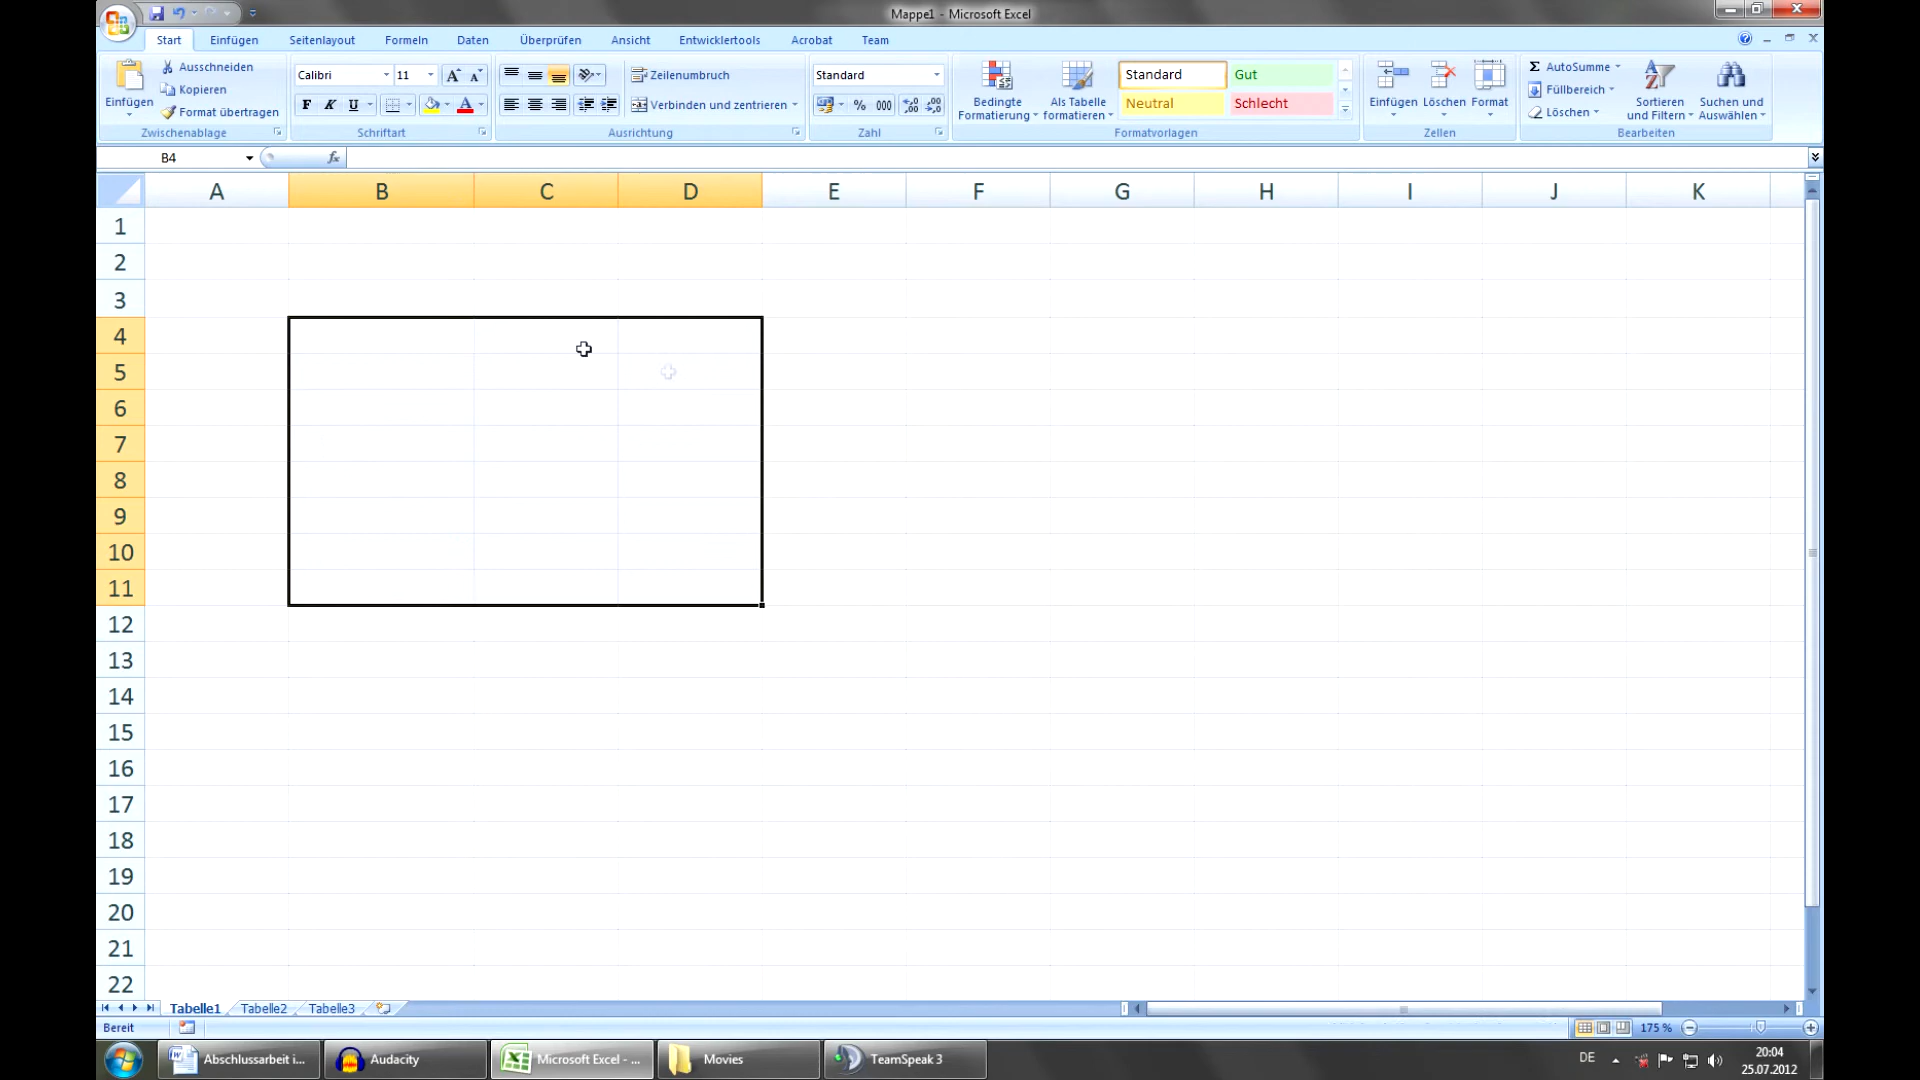 Mappe1 - Microsoft Excel
Start Einfügen Seitenlayout Formeln Daten Überprüfen Ansicht Entwicklertools Acrobat Team
Einfügen
Ausschneiden
Kopieren
Format übertragen
Zwischenablage
Calibri 11
F K U
Schriftart
Zeilenumbruch
Verbinden und zentrieren
Ausrichtung
Standard
% 000
Zahl
Bedingte
Formatierung
Als Tabelle
formatieren
Standard Gut
Neutral Schlecht
Formatvorlagen
Einfügen Löschen Format
Zellen
AutoSumme
Füllbereich
Löschen
Sortieren
und Filtern
Suchen und
Auswählen
Bearbeiten
B4 fx
A B C D E F G H I J K
1
2
3
4
5
6
7
8
9
10
11
12
13
14
15
16
17
18
19
20
21
22
Tabelle1 Tabelle2 Tabelle3
Bereit 175 %
Abschlussarbeit i... Audacity Microsoft Excel - ... Movies TeamSpeak 3 DE 20:04
25.07.2012